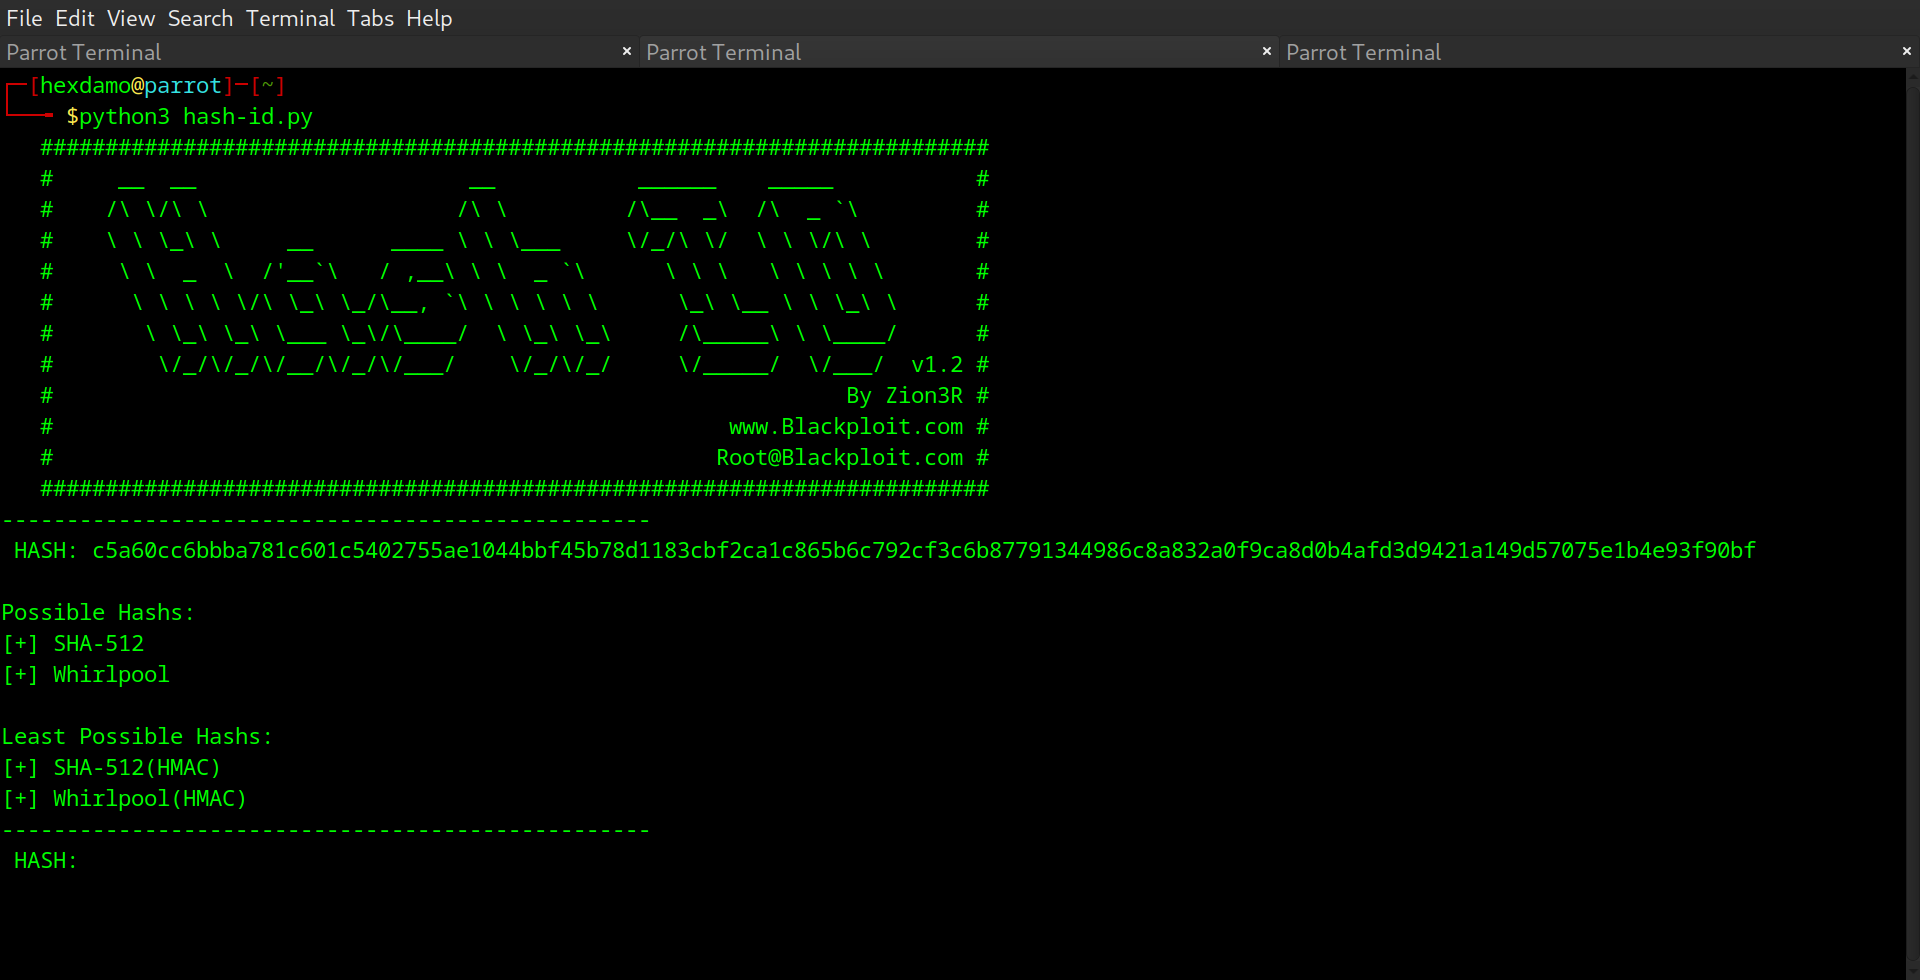 File Edit View Search Terminal Tabs Help
Parrot Terminal × Parrot Terminal × Parrot Terminal ×
┌─[hexdamo@parrot]─[~]
└──╼ $python3 hash-id.py
   #########################################################################
   #     __  __                     __           ______    _____           #
   #    /\ \/\ \                   /\ \         /\__  _\  /\  _ `\         #
   #    \ \ \_\ \     __      ____ \ \ \___     \/_/\ \/  \ \ \/\ \        #
   #     \ \  _  \  /'__`\   / ,__\ \ \  _ `\      \ \ \   \ \ \ \ \       #
   #      \ \ \ \ \/\ \_\ \_/\__, `\ \ \ \ \ \      \_\ \__ \ \ \_\ \      #
   #       \ \_\ \_\ \____ \_\/\____/  \ \_\ \_\     /\_____\ \ \____/      #
   #        \/_/\/_/\/__/\/_/\/___/    \/_/\/_/     \/_____/  \/___/  v1.2 #
   #                                                             By Zion3R #
   #                                                    www.Blackploit.com #
   #                                                   Root@Blackploit.com #
   #########################################################################
--------------------------------------------------
 HASH: c5a60cc6bbba781c601c5402755ae1044bbf45b78d1183cbf2ca1c865b6c792cf3c6b87791344986c8a832a0f9ca8d0b4afd3d9421a149d57075e1b4e93f90bf
Possible Hashs:
[+] SHA-512
[+] Whirlpool
Least Possible Hashs:
[+] SHA-512(HMAC)
[+] Whirlpool(HMAC)
--------------------------------------------------
 HASH: